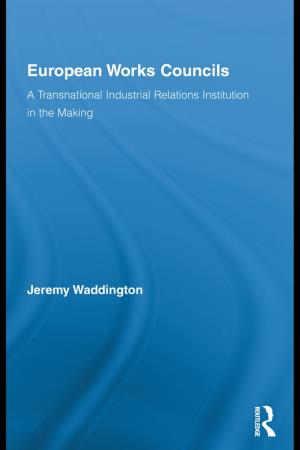 European Works Councils
A Transnational Industrial Relations Institution
in the Making
Jeremy Waddington
ROUTLEDGE